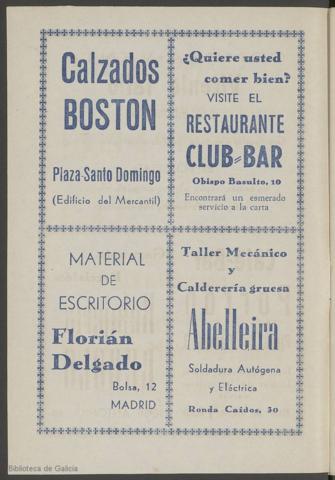 Calzados
BOSTON
Plaza-Santo Domingo
(Edificio del Mercantil)
¿Quiere usted
comer bien?
VISITE EL
RESTAURANTE
CLUB-BAR
Obispo Basulto, 10
Encontrará un esmerado
servicio a la carta
MATERIAL
DE
ESCRITORIO
Florián
Delgado
Bolsa, 12
MADRID
Taller Mecánico
y
Calderería gruesa
Abelleira
Soldadura Autógena
y Eléctrica
Ronda Caídos, 30
Biblioteca de Galicia